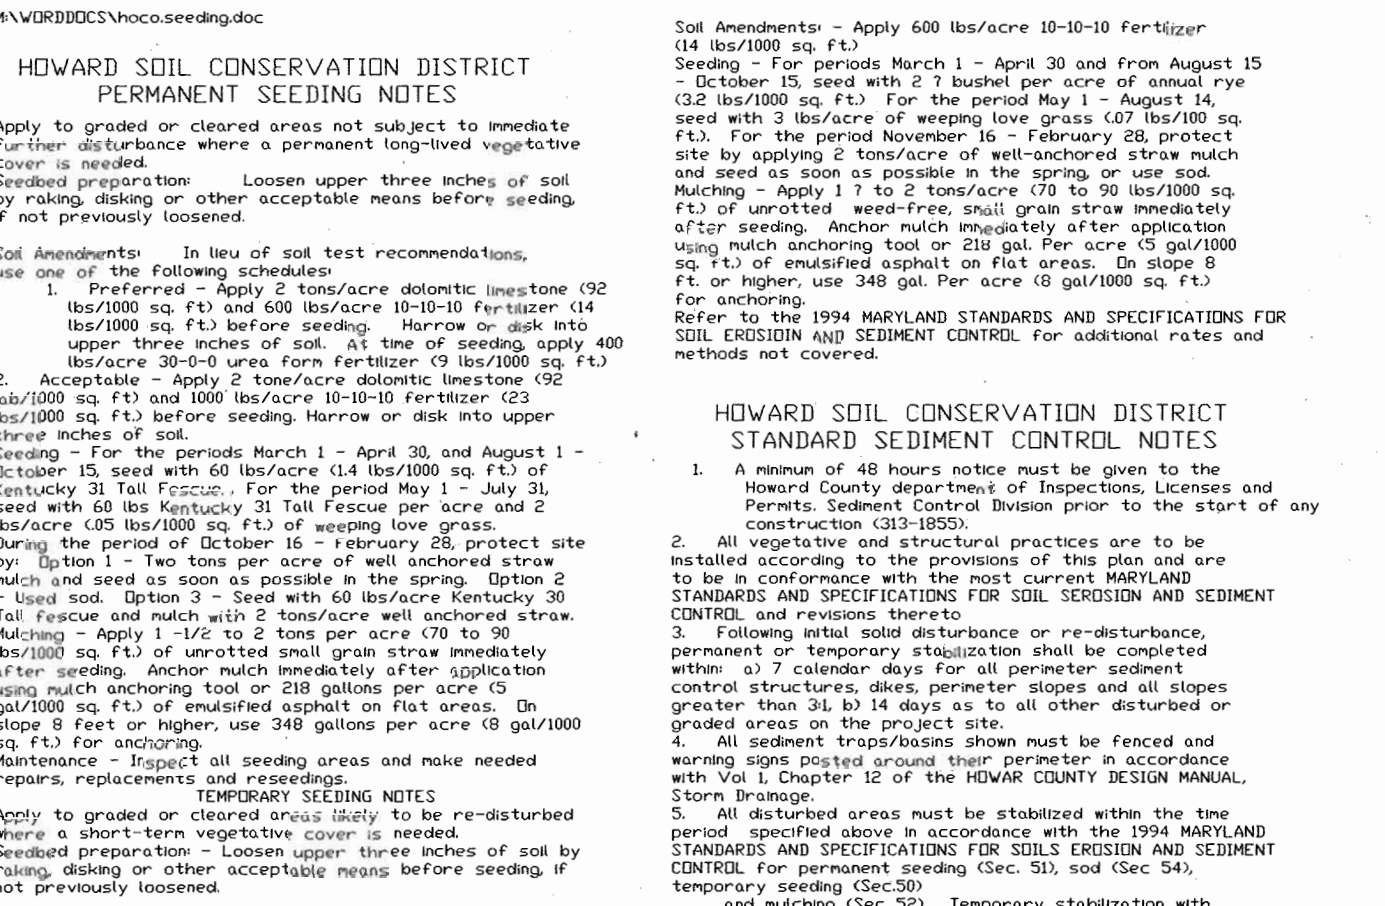 M:\WORDDOCS\hoco.seeding.doc
HOWARD SOIL CONSERVATION DISTRICT
PERMANENT SEEDING NOTES
Apply to graded or cleared areas not subject to immediate
further disturbance where a permanent long-lived vegetative
cover is needed.
Seedbed preparation: Loosen upper three inches of soil
by raking, disking or other acceptable means before seeding,
if not previously loosened.
Soil Amendments: In lieu of soil test recommendations,
use one of the following schedules:
1. Preferred - Apply 2 tons/acre dolomitic limestone (92
lbs/1000 sq. ft) and 600 lbs/acre 10-10-10 fertilizer (14
lbs/1000 sq. ft.) before seeding. Harrow or disk into
upper three inches of soil. At time of seeding, apply 400
lbs/acre 30-0-0 urea form fertilizer (9 lbs/1000 sq. ft.)
2. Acceptable - Apply 2 tone/acre dolomitic limestone (92
lab/1000 sq. ft) and 1000 lbs/acre 10-10-10 fertilizer (23
lbs/1000 sq. ft.) before seeding. Harrow or disk into upper
three inches of soil.
Seeding - For the periods March 1 - April 30, and August 1 -
October 15, seed with 60 lbs/acre (1.4 lbs/1000 sq. ft.) of
Kentucky 31 Tall Fescue. For the period May 1 - July 31,
seed with 60 lbs Kentucky 31 Tall Fescue per acre and 2
lbs/acre (.05 lbs/1000 sq. ft.) of weeping love grass.
During the period of October 16 - February 28, protect site
by: Option 1 - Two tons per acre of well anchored straw
mulch and seed as soon as possible in the spring. Option 2
- Used sod. Option 3 - Seed with 60 lbs/acre Kentucky 30
Tall fescue and mulch with 2 tons/acre well anchored straw.
Mulching - Apply 1 -1/2 to 2 tons per acre (70 to 90
lbs/1000 sq. ft.) of unrotted small grain straw immediately
after seeding. Anchor mulch immediately after application
using mulch anchoring tool or 218 gallons per acre (5
gal/1000 sq. ft.) of emulsified asphalt on flat areas. On
slope 8 feet or higher, use 348 gallons per acre (8 gal/1000
sq. ft.) for anchoring.
Maintenance - Inspect all seeding areas and make needed
repairs, replacements and reseedings.
TEMPORARY SEEDING NOTES
Apply to graded or cleared areas likely to be re-disturbed
where a short-term vegetative cover is needed.
Seedbed preparation: - Loosen upper three inches of soil by
raking, disking or other acceptable means before seeding, if
not previously loosened.
Soil Amendments: - Apply 600 lbs/acre 10-10-10 fertlizer
(14 lbs/1000 sq. ft.)
Seeding - For periods March 1 - April 30 and from August 15
- October 15, seed with 2 ? bushel per acre of annual rye
(3.2 lbs/1000 sq. ft.) For the period May 1 - August 14,
seed with 3 lbs/acre of weeping love grass (.07 lbs/100 sq.
ft.). For the period November 16 - February 28, protect
site by applying 2 tons/acre of well-anchored straw mulch
and seed as soon as possible in the spring, or use sod.
Mulching - Apply 1 ? to 2 tons/acre (70 to 90 lbs/1000 sq.
ft.) of unrotted weed-free, small grain straw immediately
after seeding. Anchor mulch immediately after application
using mulch anchoring tool or 218 gal. Per acre (5 gal/1000
sq. ft.) of emulsified asphalt on flat areas. On slope 8
ft. or higher, use 348 gal. Per acre (8 gal/1000 sq. ft.)
for anchoring.
Refer to the 1994 MARYLAND STANDARDS AND SPECIFICATIONS FOR
SOIL EROSIOIN AND SEDIMENT CONTROL for additional rates and
methods not covered.
HOWARD SOIL CONSERVATION DISTRICT
STANDARD SEDIMENT CONTROL NOTES
1. A minimum of 48 hours notice must be given to the
Howard County department of Inspections, Licenses and
Permits. Sediment Control Division prior to the start of any
construction (313-1855).
2. All vegetative and structural practices are to be
installed according to the provisions of this plan and are
to be in conformance with the most current MARYLAND
STANDARDS AND SPECIFICATIONS FOR SOIL SEROSION AND SEDIMENT
CONTROL and revisions thereto
3. Following initial solid disturbance or re-disturbance,
permanent or temporary stabilization shall be completed
within: a) 7 calendar days for all perimeter sediment
control structures, dikes, perimeter slopes and all slopes
greater than 3:1, b) 14 days as to all other disturbed or
graded areas on the project site.
4. All sediment traps/basins shown must be fenced and
warning signs posted around their perimeter in accordance
with Vol 1, Chapter 12 of the HOWAR COUNTY DESIGN MANUAL,
Storm Drainage.
5. All disturbed areas must be stabilized within the time
period specified above in accordance with the 1994 MARYLAND
STANDARDS AND SPECIFICATIONS FOR SOILS EROSION AND SEDIMENT
CONTROL for permanent seeding (Sec. 51), sod (Sec 54),
temporary seeding (Sec.50)
and mulching (Sec 52). Temporary stabilization with